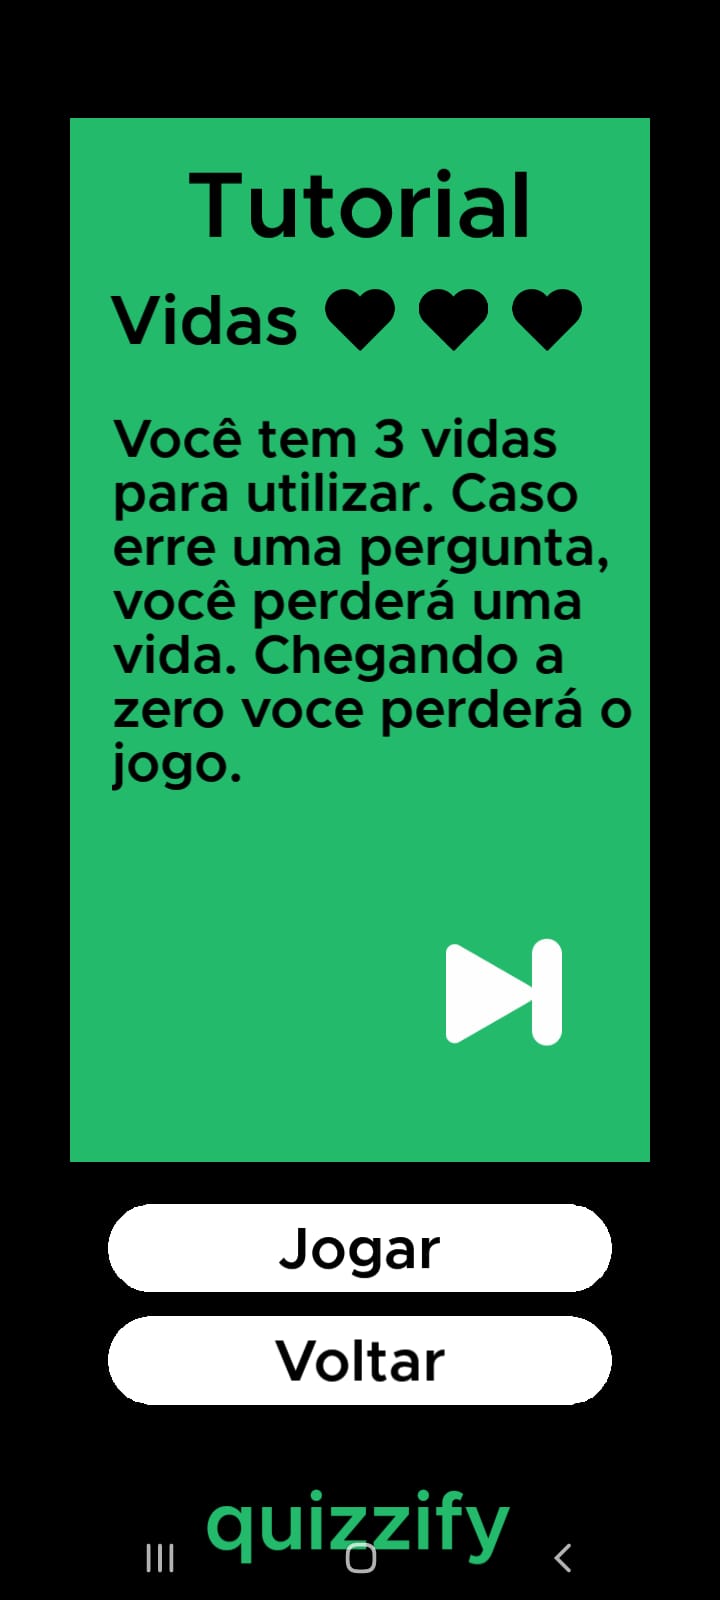 Tutorial
Vidas
Você tem 3 vidas
para utilizar. Caso
erre uma pergunta,
você perderá uma
vida. Chegando a
zero voce perderá o
jogo.
Jogar
Voltar
quizzify